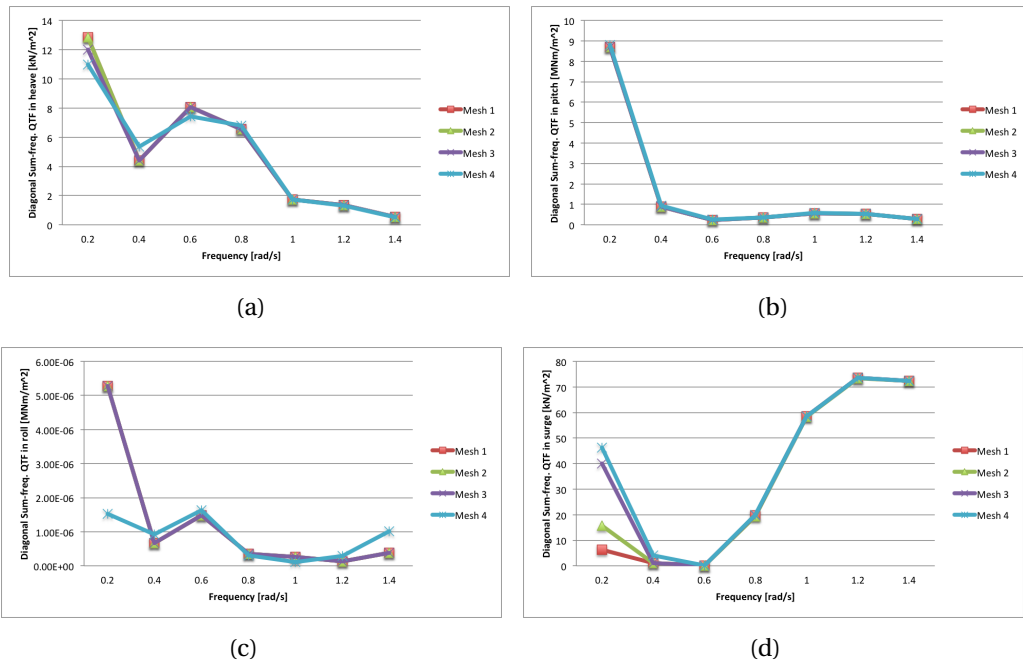 Diagonal Sum-freq. QTF in heave [kN/m^2]
14
12
10
8
6
4
2
0
0.2 0.4 0.6 0.8 1 1.2 1.4
Frequency [rad/s]
Mesh 1
Mesh 2
Mesh 3
Mesh 4
(a)
Diagonal Sum-freq. QTF in pitch [MNm/m^2]
10
9
8
7
6
5
4
3
2
1
0
0.2 0.4 0.6 0.8 1 1.2 1.4
Frequency [rad/s]
Mesh 1
Mesh 2
Mesh 3
Mesh 4
(b)
Diagonal Sum-freq. QTF in roll [MNm/m^2]
6.00E-06
5.00E-06
4.00E-06
3.00E-06
2.00E-06
1.00E-06
0.00E+00
0.2 0.4 0.6 0.8 1 1.2 1.4
Frequency [rad/s]
Mesh 1
Mesh 2
Mesh 3
Mesh 4
(c)
Diagonal Sum-freq. QTF in surge [kN/m^2]
80
70
60
50
40
30
20
10
0
0.2 0.4 0.6 0.8 1 1.2 1.4
Frequency [rad/s]
Mesh 1
Mesh 2
Mesh 3
Mesh 4
(d)